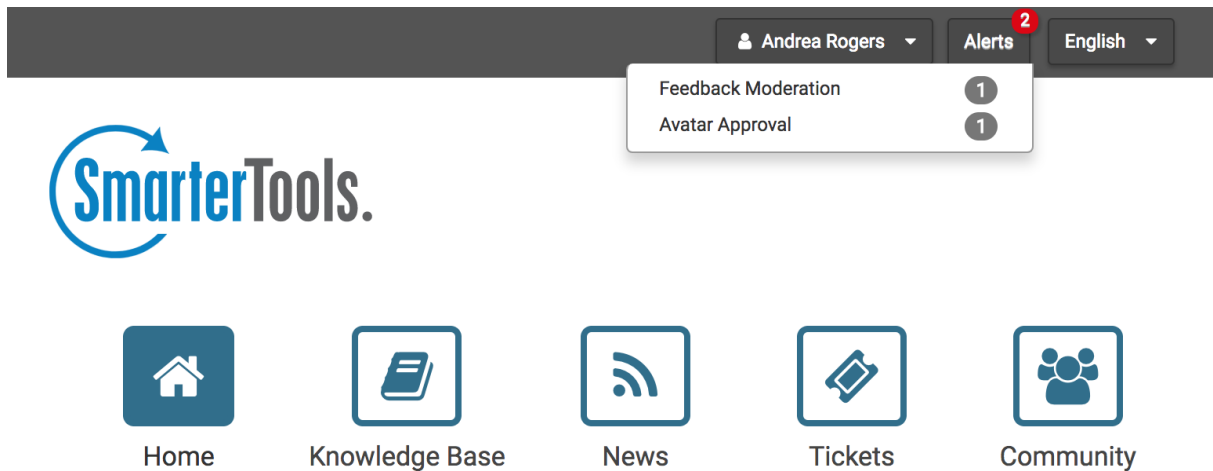 Andrea Rogers Alerts 2 English
Feedback Moderation 1
Avatar Approval 1
SmarterTools.
Home Knowledge Base News Tickets Community